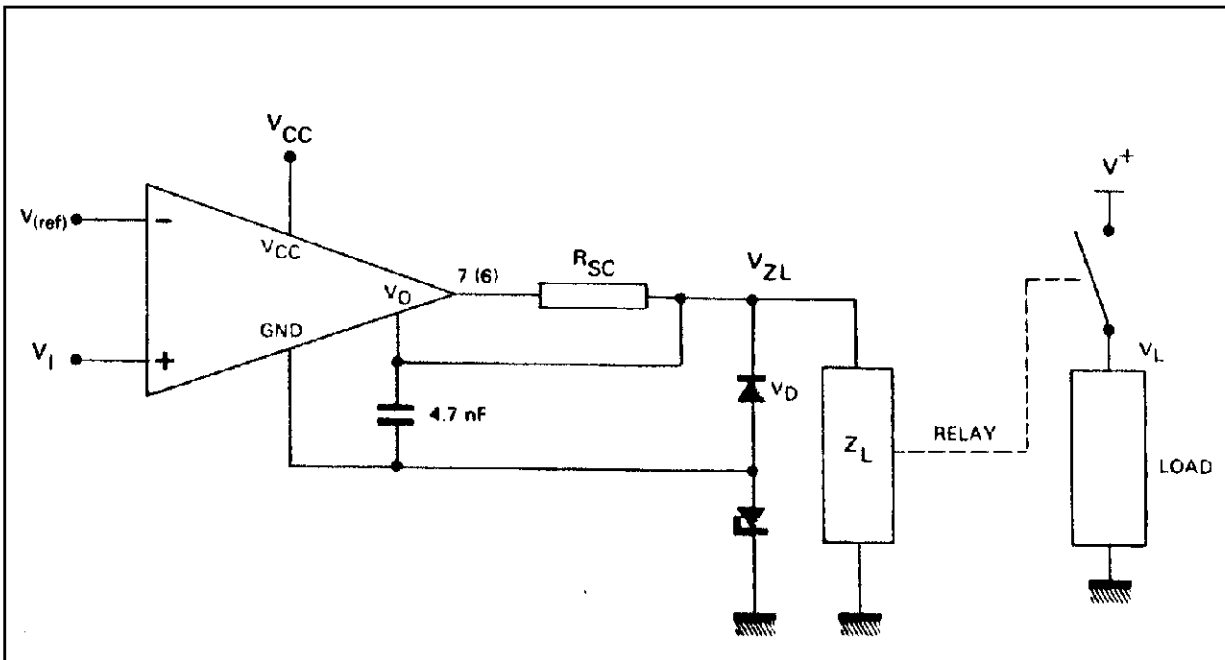 VCC
V+
V(ref)
−
VCC
7 (6)
RSC
VZL
VO
GND
VI
+
4.7 nF
VD
ZL
RELAY
VL
LOAD